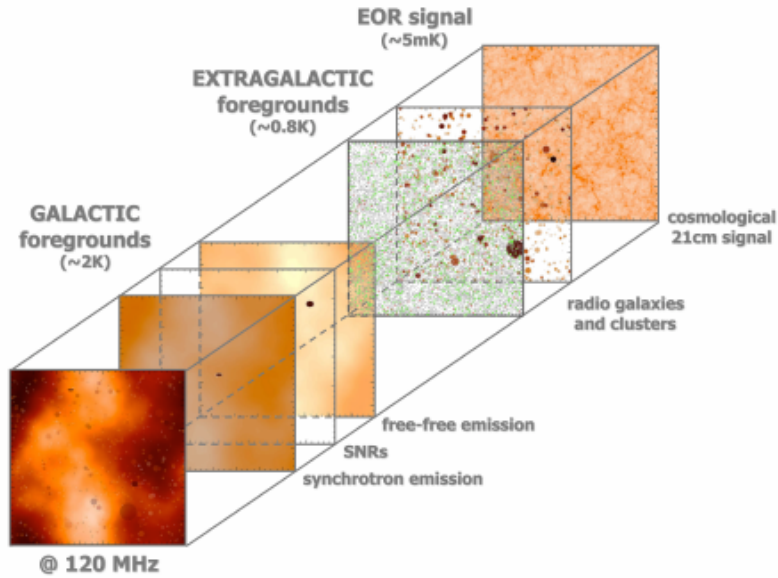 EOR signal
(~5mK)
EXTRAGALACTIC
foregrounds
(~0.8K)
GALACTIC
foregrounds
(~2K)
cosmological
21cm signal
radio galaxies
and clusters
free-free emission
SNRs
synchrotron emission
@ 120 MHz